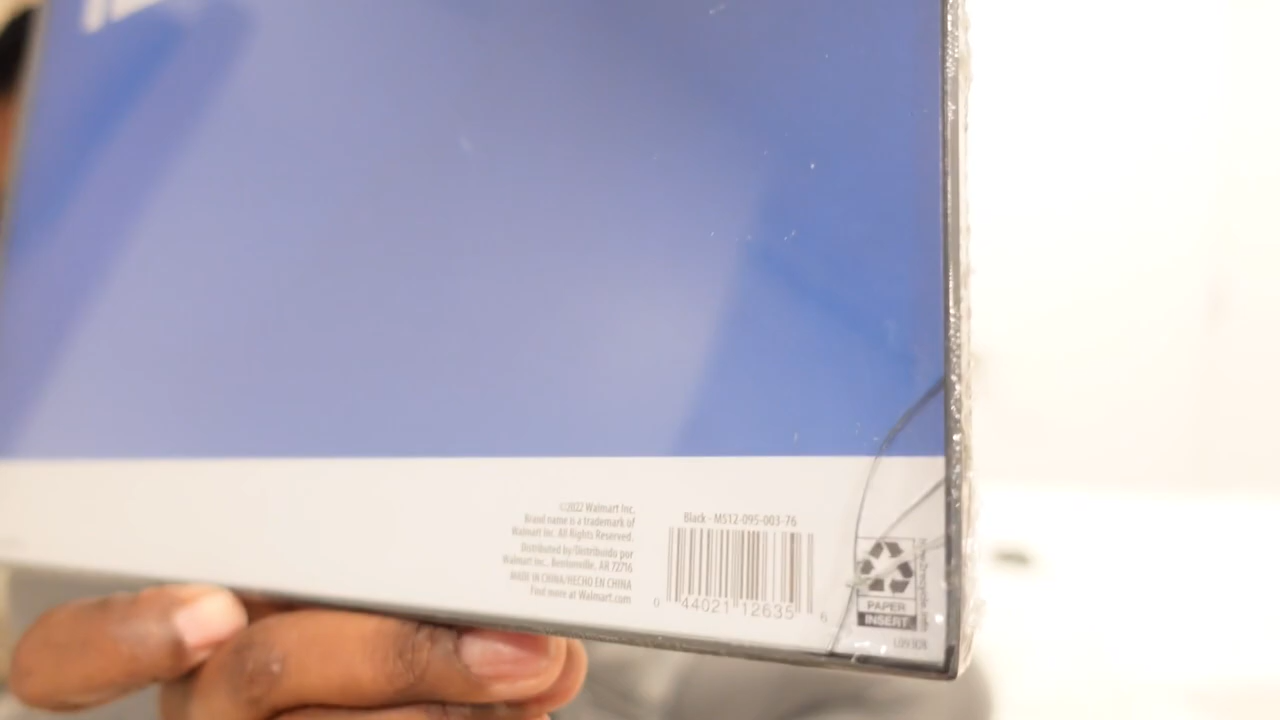 ©2022 Walmart Inc.
Brand name is a trademark of
Walmart Inc. All Rights Reserved.
Distributed by/Distribuido por
Walmart Inc., Bentonville, AR 72716
MADE IN CHINA/HECHO EN CHINA
Find more at Walmart.com
Black - MS12-095-003-76
0 44021 12635 6
PAPER
INSERT